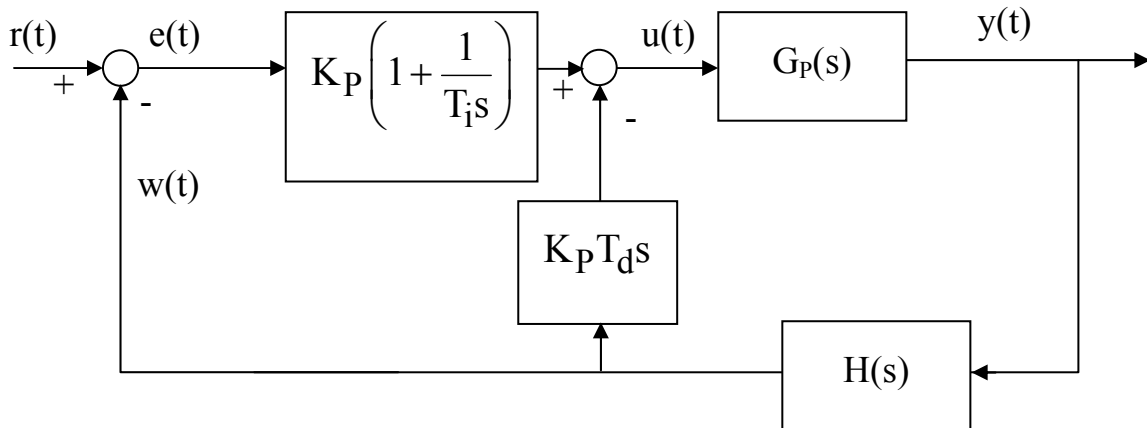 r(t)
e(t)
K_P(1 + 1/(T_i s))
u(t)
G_P(s)
y(t)
+
-
+
-
w(t)
K_P T_d s
H(s)